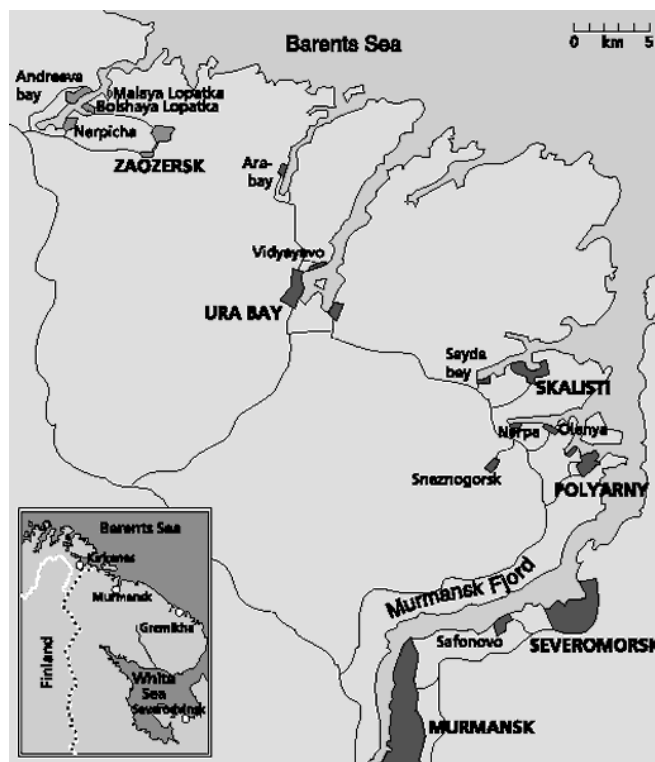 Barents Sea
0 km 5
Andreeva
bay
Malaya Lopatka
Bolshaya Lopatka
Nerpicha
ZAOZERSK
Ara-
bay
Vidyayevo
URA BAY
Sayda
bay
SKALISTI
Nerpa
Olenya
Sneznogorsk
POLYARNY
Murmansk Fjord
Safonovo
SEVEROMORSK
MURMANSK
Barents Sea
Kirkenes
Murmansk
Gremikha
Finland
White
Sea
Severodvinsk